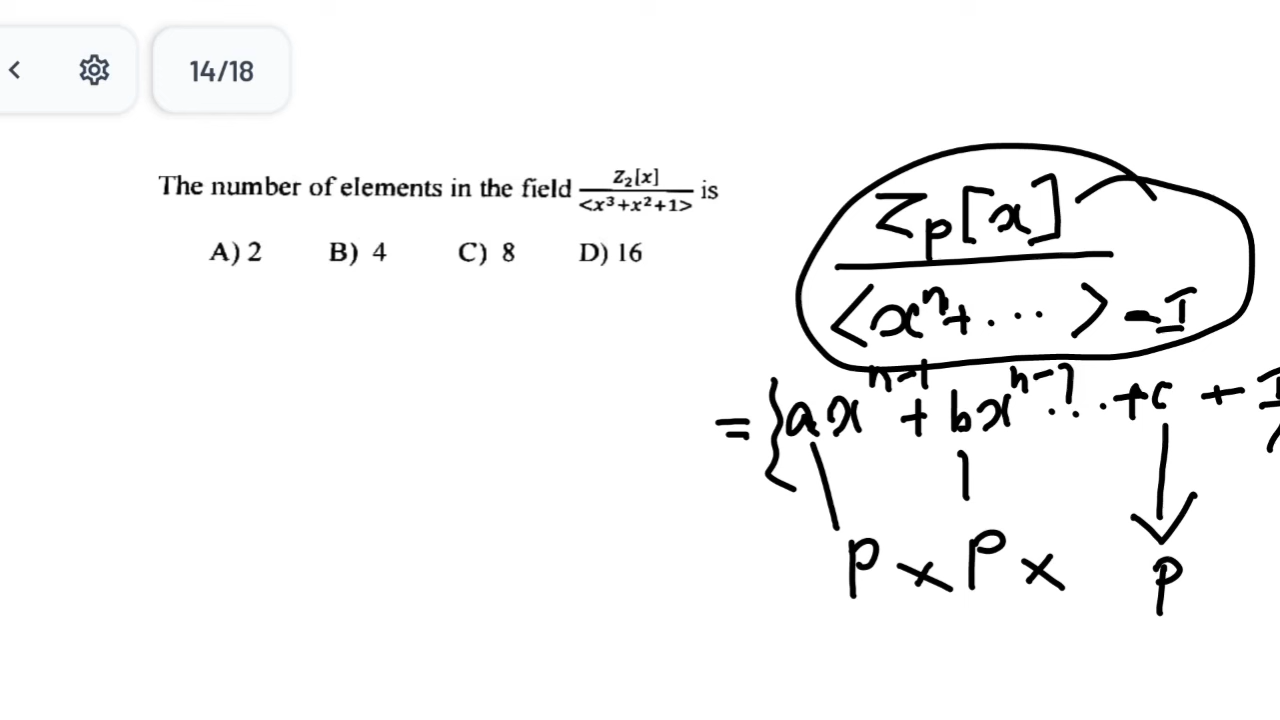 14/18
The number of elements in the field Z₂[x] / <x³+x²+1> is
A) 2 B) 4 C) 8 D) 16
Zₚ[x]
<xⁿ+...> - I
= {axⁿ⁻¹ + bxⁿ⁻²...+c + I
P × P × P